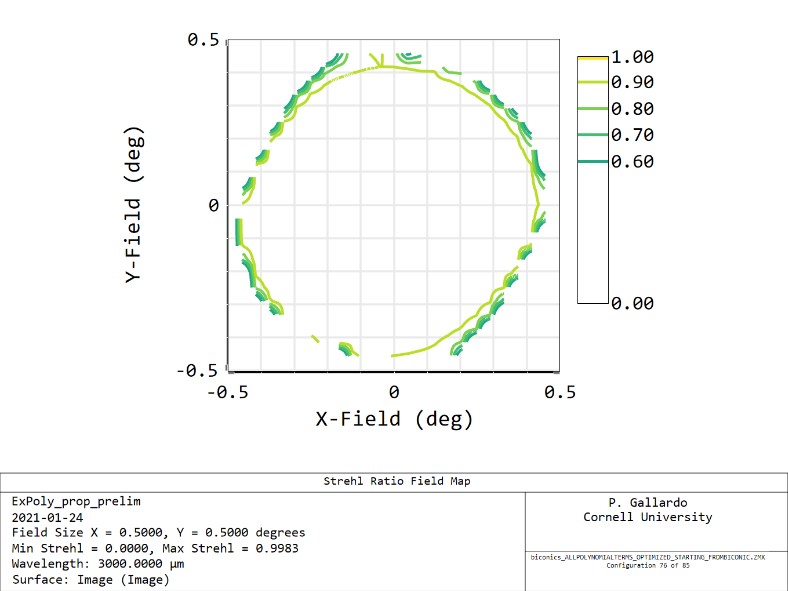 0.5
0
-0.5
Y-Field (deg)
-0.5
0
0.5
X-Field (deg)
1.00
0.90
0.80
0.70
0.60
0.00
Strehl Ratio Field Map
ExPoly_prop_prelim
2021-01-24
Field Size X = 0.5000, Y = 0.5000 degrees
Min Strehl = 0.0000, Max Strehl = 0.9983
Wavelength: 3000.0000 µm
Surface: Image (Image)
P. Gallardo
Cornell University
biconics_ALLPOLYNOMIALTERMS_OPTIMIZED_STARTING_FROMBICONIC.ZMX
Configuration 76 of 85